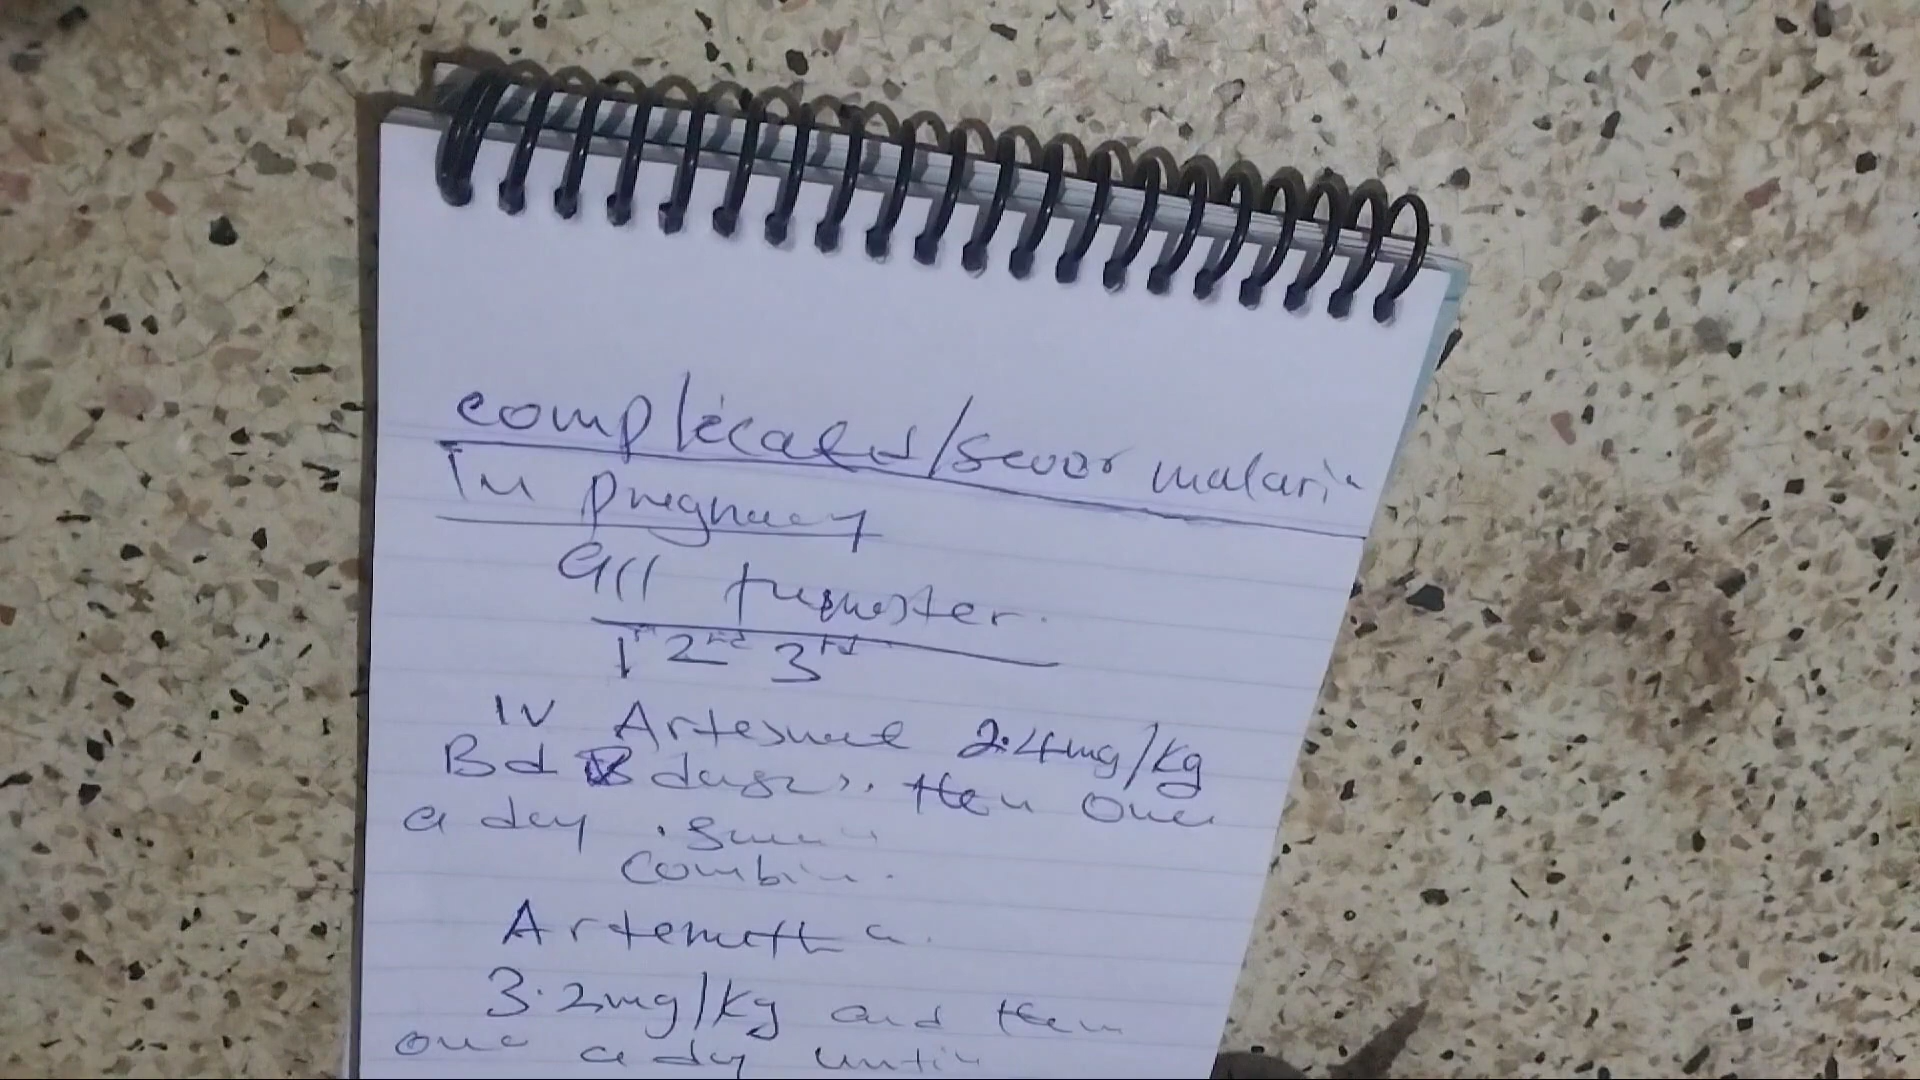 complicated/sever malaria
In pregnancy
All trimester.
1st 2nd 3rd
IV Artesunate 2.4mg/kg
Bd days, then once
a day.
combin.
Artemether
3.2mg/kg and then
once a day until